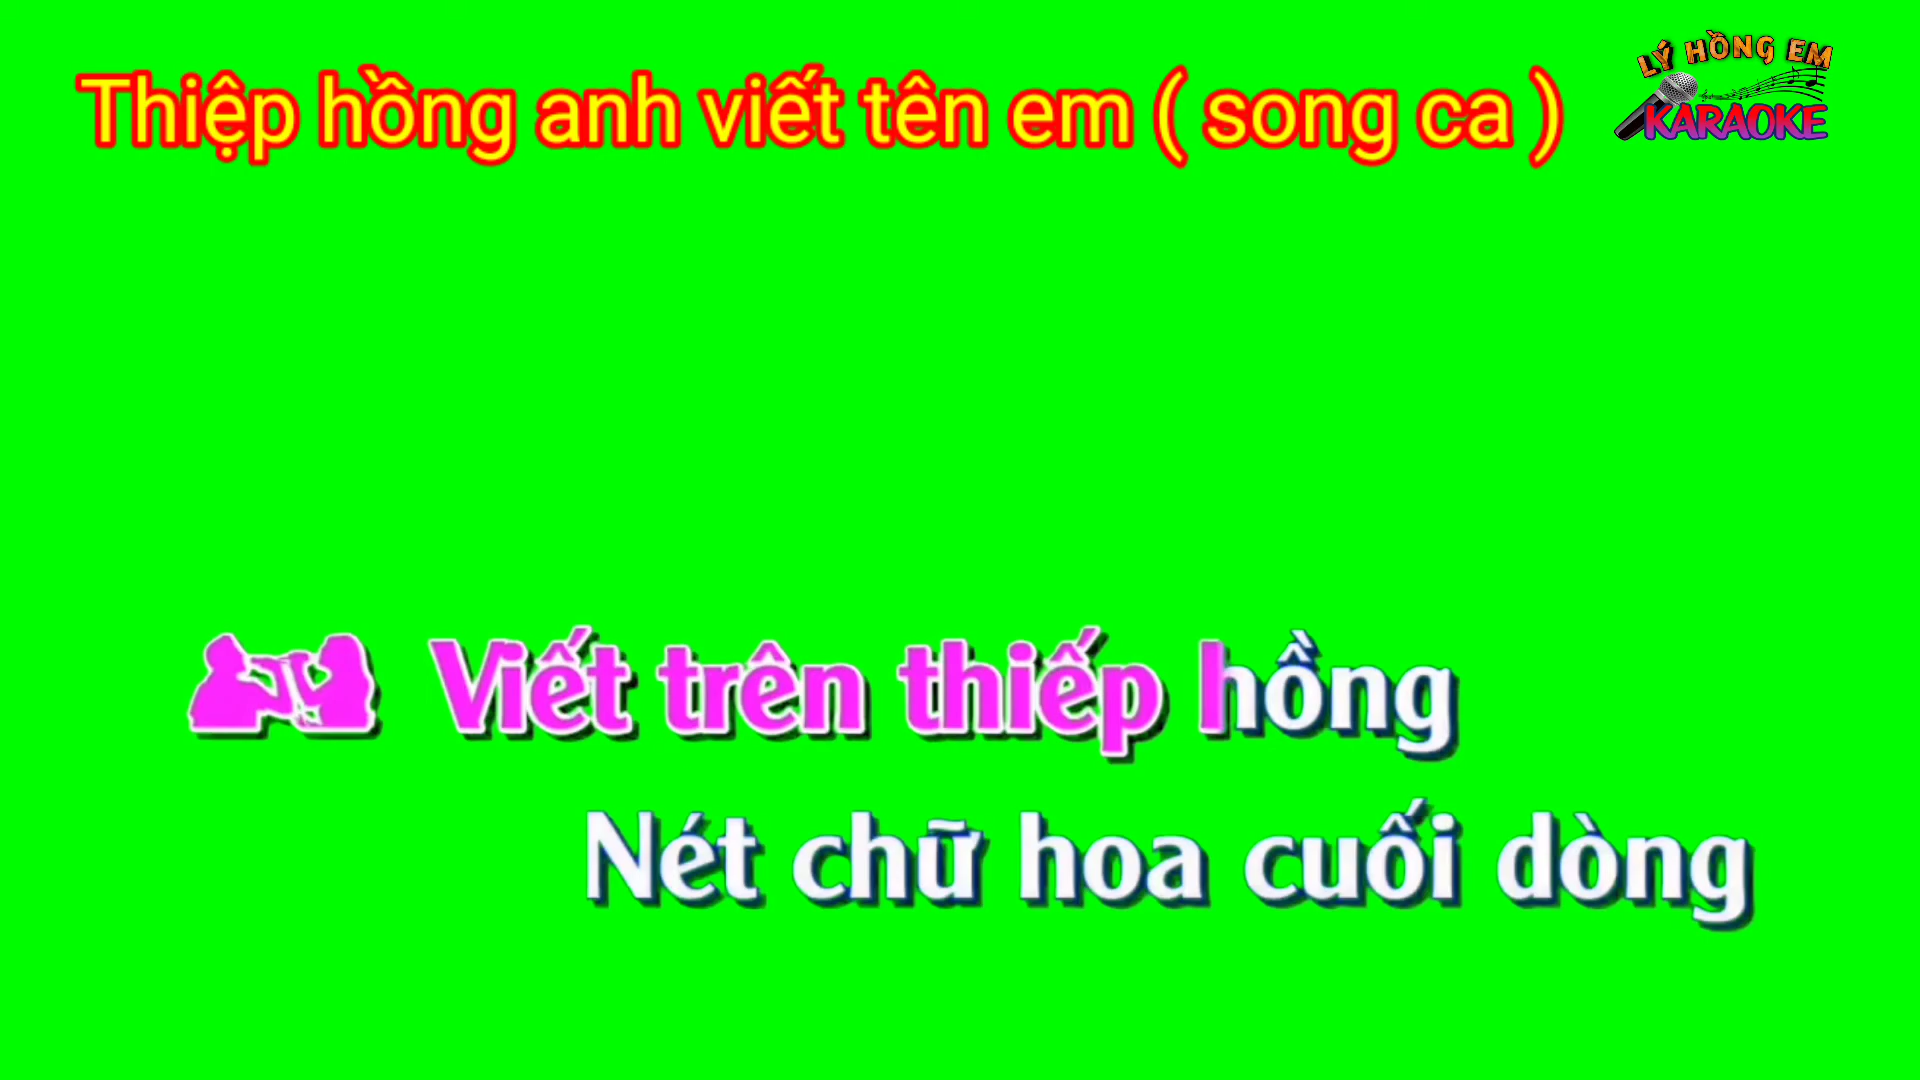 Thiệp hồng anh viết tên em ( song ca )
LÝ HỒNG EM
KARAOKE
Viết trên thiếp hồng
Nét chữ hoa cuối dòng